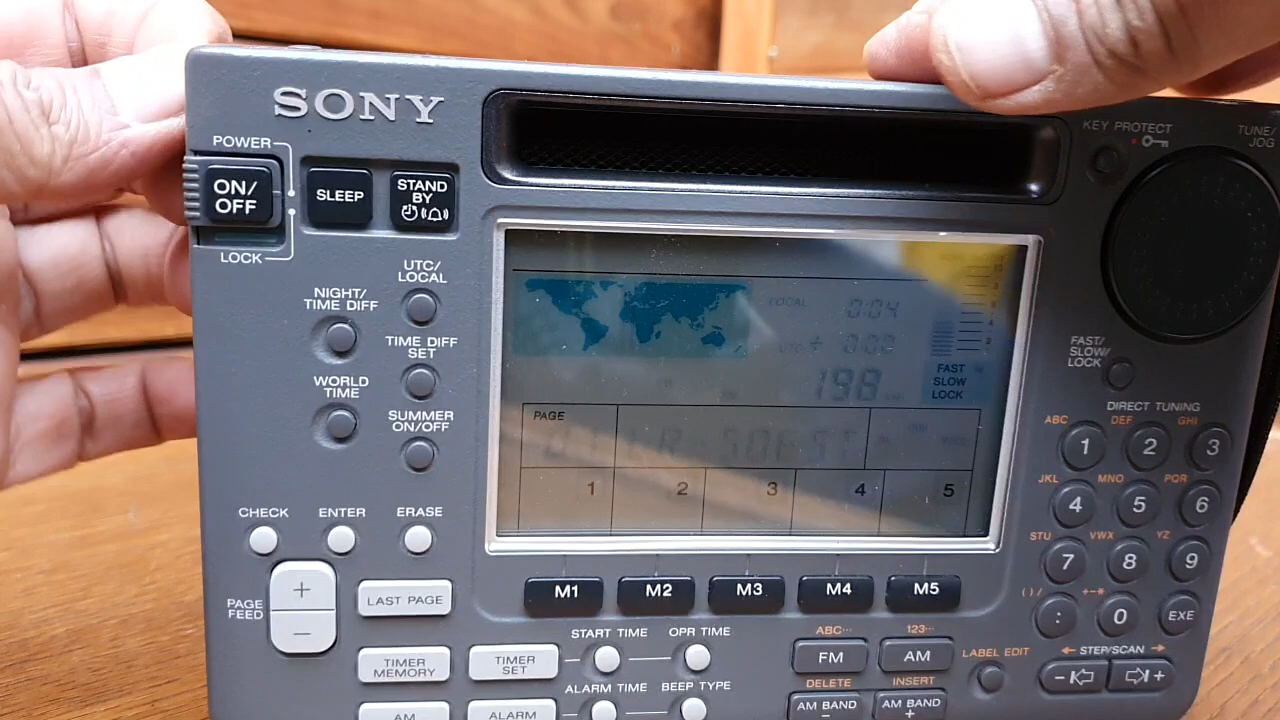 SONY
POWER
ON/
OFF
LOCK
SLEEP
STAND
BY
UTC/
LOCAL
NIGHT/
TIME DIFF
TIME DIFF
SET
WORLD
TIME
SUMMER
ON/OFF
CHECK
ENTER
ERASE
PAGE
FEED
+
−
LAST PAGE
TIMER
MEMORY
TIMER
SET
START TIME
OPR TIME
ALARM TIME
BEEP TYPE
AM
ALARM
LOCAL
0:04
0:00
198
FAST
SLOW
LOCK
PAGE
1
2
3
4
5
M1
M2
M3
M4
M5
KEY PROTECT
TUNE/
JOG
FAST/
SLOW/
LOCK
DIRECT TUNING
ABC
DEF
GHI
1
2
3
JKL
MNO
PQR
4
5
6
STU
VWX
YZ
7
8
9
( ) /
+−*
:
0
EXE
ABC···
123···
FM
AM
LABEL EDIT
STEP/SCAN
−
+
DELETE
INSERT
AM BAND
−
AM BAND
+